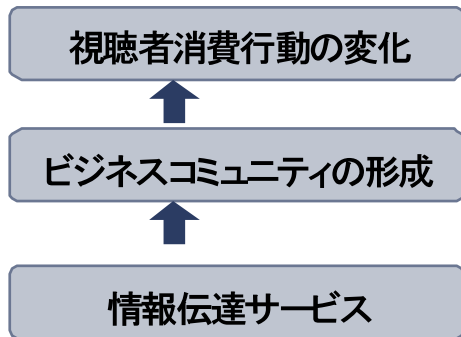 視聴者消費行動の変化
ビジネスコミュニティの形成
情報伝達サービス